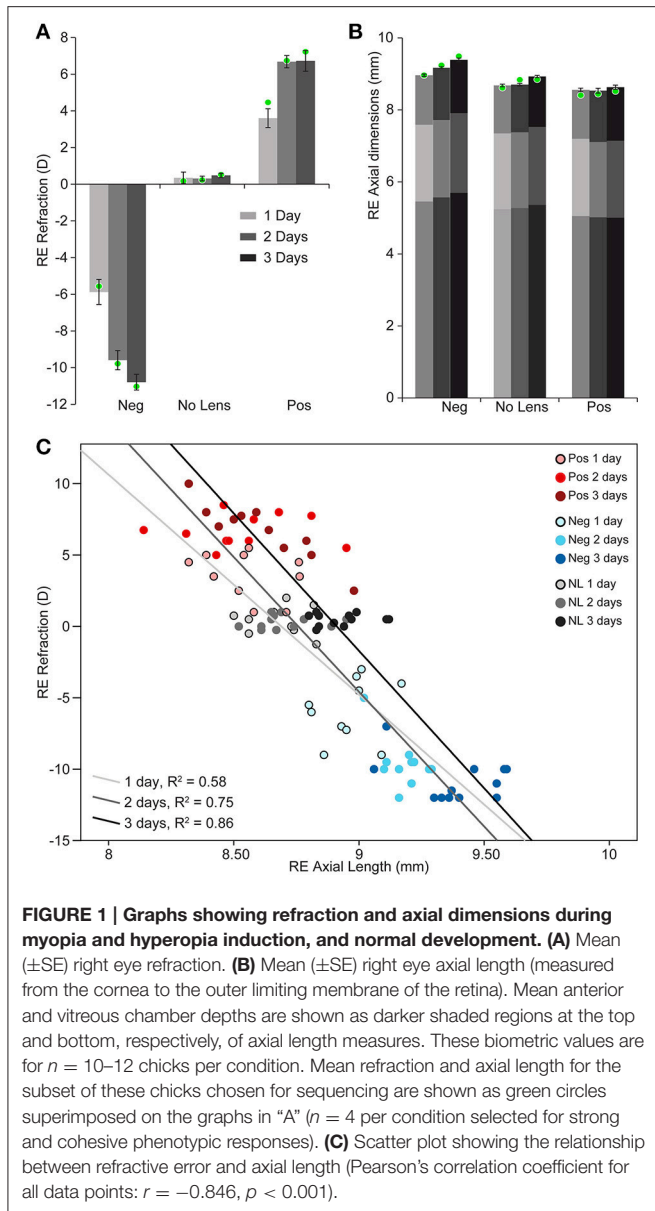 A
B
8
6
4
2
0
-2
-4
-6
-8
-10
-12
RE Refraction (D)
1 Day
2 Days
3 Days
Neg No Lens Pos
10
8
6
4
2
0
RE Axial dimensions (mm)
Neg No Lens Pos
C
10
5
0
-5
-10
-15
RE Refraction (D)
Pos 1 day
Pos 2 days
Pos 3 days
Neg 1 day
Neg 2 days
Neg 3 days
NL 1 day
NL 2 days
NL 3 days
1 day, R² = 0.58
2 days, R² = 0.75
3 days, R² = 0.86
8 8.50 9 9.50 10
RE Axial Length (mm)
FIGURE 1 | Graphs showing refraction and axial dimensions during
myopia and hyperopia induction, and normal development. (A) Mean
(±SE) right eye refraction. (B) Mean (±SE) right eye axial length (measured
from the cornea to the outer limiting membrane of the retina). Mean anterior
and vitreous chamber depths are shown as darker shaded regions at the top
and bottom, respectively, of axial length measures. These biometric values are
for n = 10–12 chicks per condition. Mean refraction and axial length for the
subset of these chicks chosen for sequencing are shown as green circles
superimposed on the graphs in “A” (n = 4 per condition selected for strong
and cohesive phenotypic responses). (C) Scatter plot showing the relationship
between refractive error and axial length (Pearson’s correlation coefficient for
all data points: r = −0.846, p < 0.001).